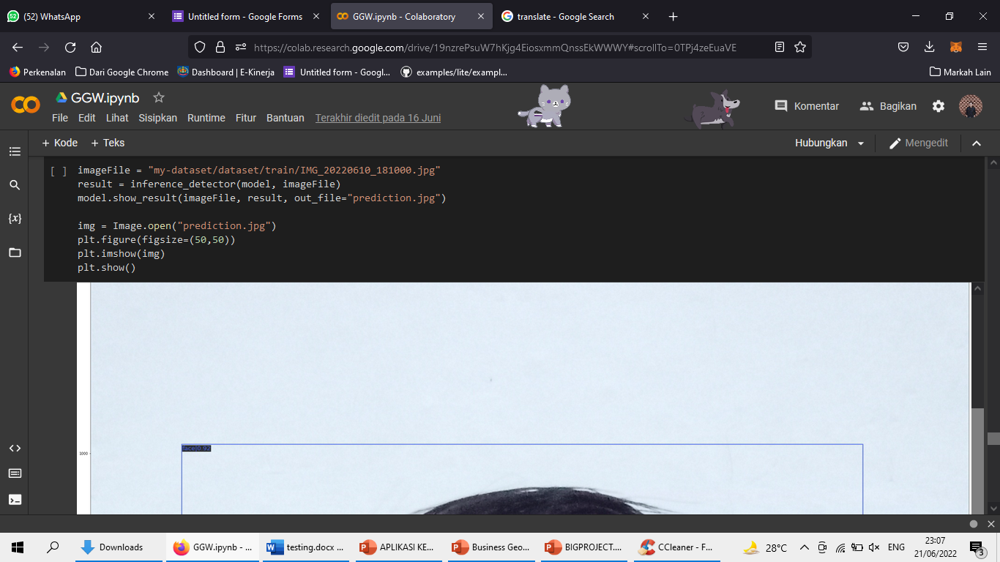 (52) WhatsApp
Untitled form - Google Forms
GGW.ipynb - Colaboratory
translate - Google Search
https://colab.research.google.com/drive/19nzrePsuW7hKjg4EiosxmmQnssEkWWWY#scrollTo=0TPj4zeEuaVE
Perkenalan
Dari Google Chrome
Dashboard | E-Kinerja
Untitled form - Googl...
examples/lite/exampl...
Markah Lain
GGW.ipynb
File Edit Lihat Sisipkan Runtime Fitur Bantuan Terakhir diedit pada 16 Juni
Komentar
Bagikan
+ Kode + Teks
Hubungkan
Mengedit
[ ] imageFile = "my-dataset/dataset/train/IMG_20220610_181000.jpg"
result = inference_detector(model, imageFile)
model.show_result(imageFile, result, out_file="prediction.jpg")
img = Image.open("prediction.jpg")
plt.figure(figsize=(50,50))
plt.imshow(img)
plt.show()
{x}
face|0.92
1000
Downloads
GGW.ipynb - ...
testing.docx ...
APLIKASI KE...
Business Geo...
BIGPROJECT....
CCleaner - F...
28°C
ENG
23:07
21/06/2022
3